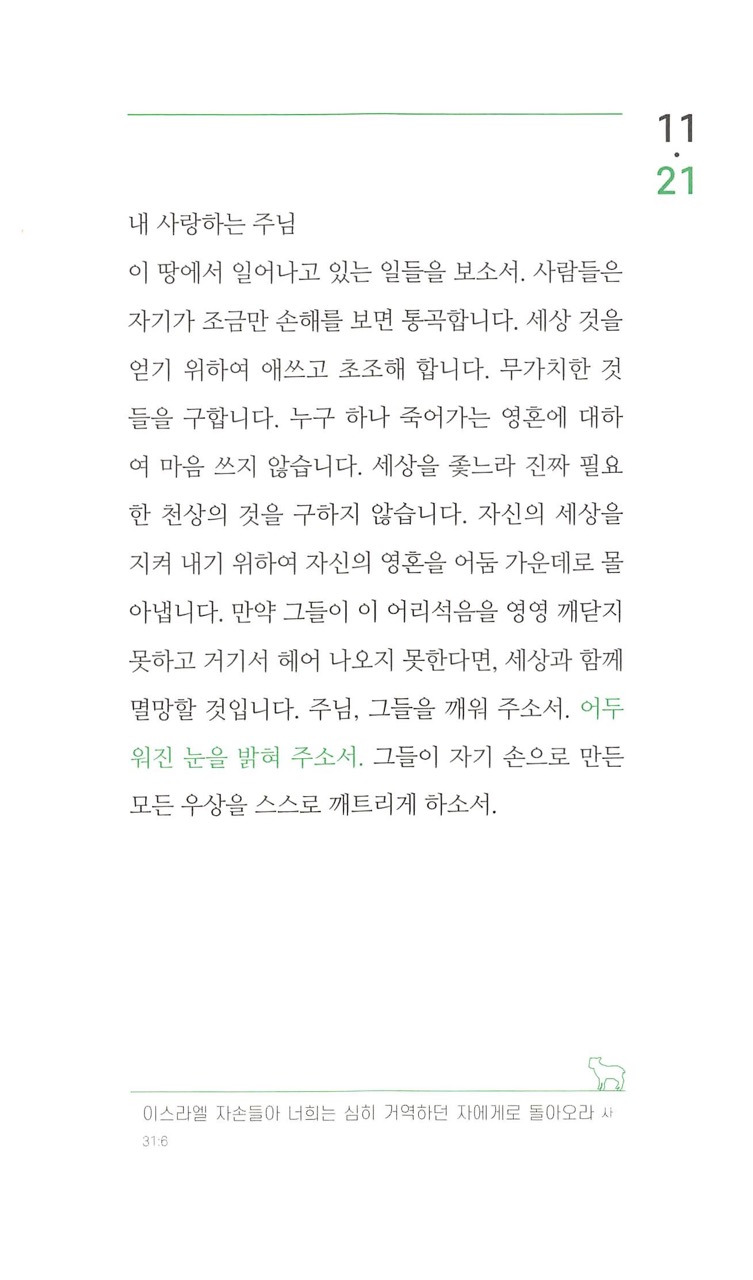 11
·
21
내 사랑하는 주님
이 땅에서 일어나고 있는 일들을 보소서. 사람들은
자기가 조금만 손해를 보면 통곡합니다. 세상 것을
얻기 위하여 애쓰고 초조해 합니다. 무가치한 것
들을 구합니다. 누구 하나 죽어가는 영혼에 대하
여 마음 쓰지 않습니다. 세상을 좇느라 진짜 필요
한 천상의 것을 구하지 않습니다. 자신의 세상을
지켜 내기 위하여 자신의 영혼을 어둠 가운데로 몰
아냅니다. 만약 그들이 이 어리석음을 영영 깨닫지
못하고 거기서 헤어 나오지 못한다면, 세상과 함께
멸망할 것입니다. 주님, 그들을 깨워 주소서. 어두
워진 눈을 밝혀 주소서. 그들이 자기 손으로 만든
모든 우상을 스스로 깨트리게 하소서.
이스라엘 자손들아 너희는 심히 거역하던 자에게로 돌아오라 사
31:6